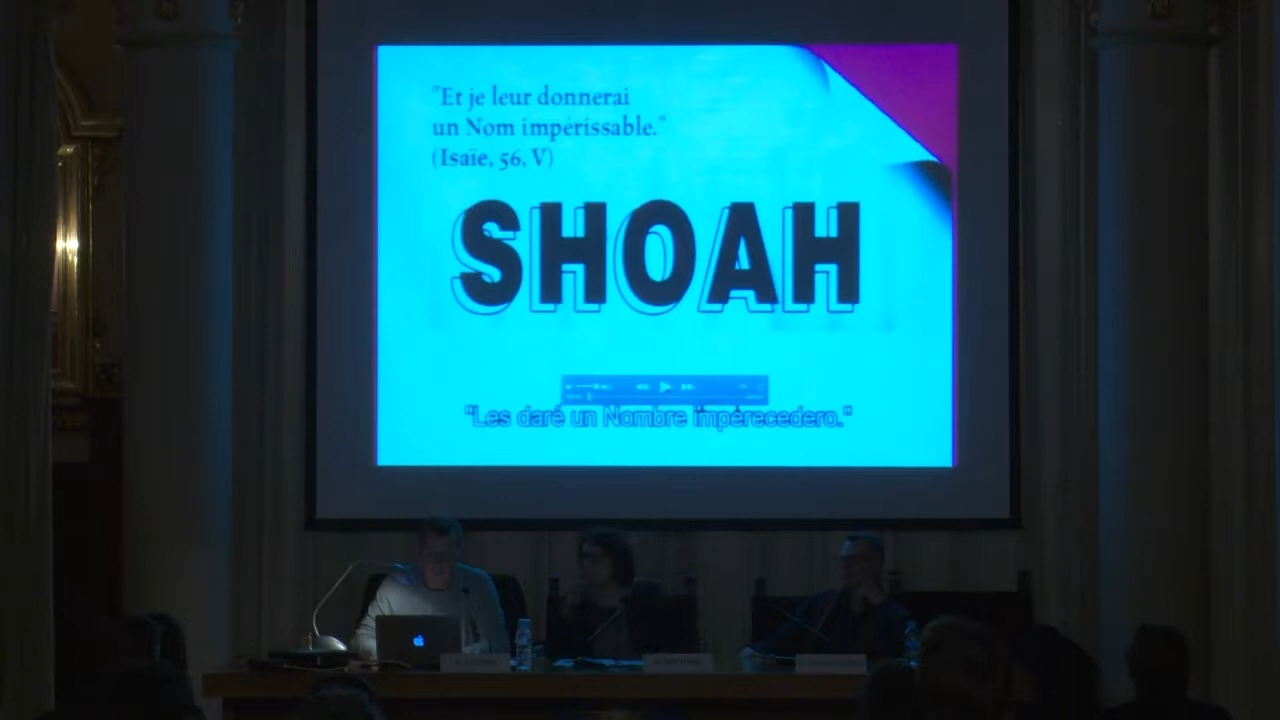 "Et je leur donnerai
un Nom impérissable."
(Isaïe, 56, V)
SHOAH
"Les daré un Nombre imperecedero."